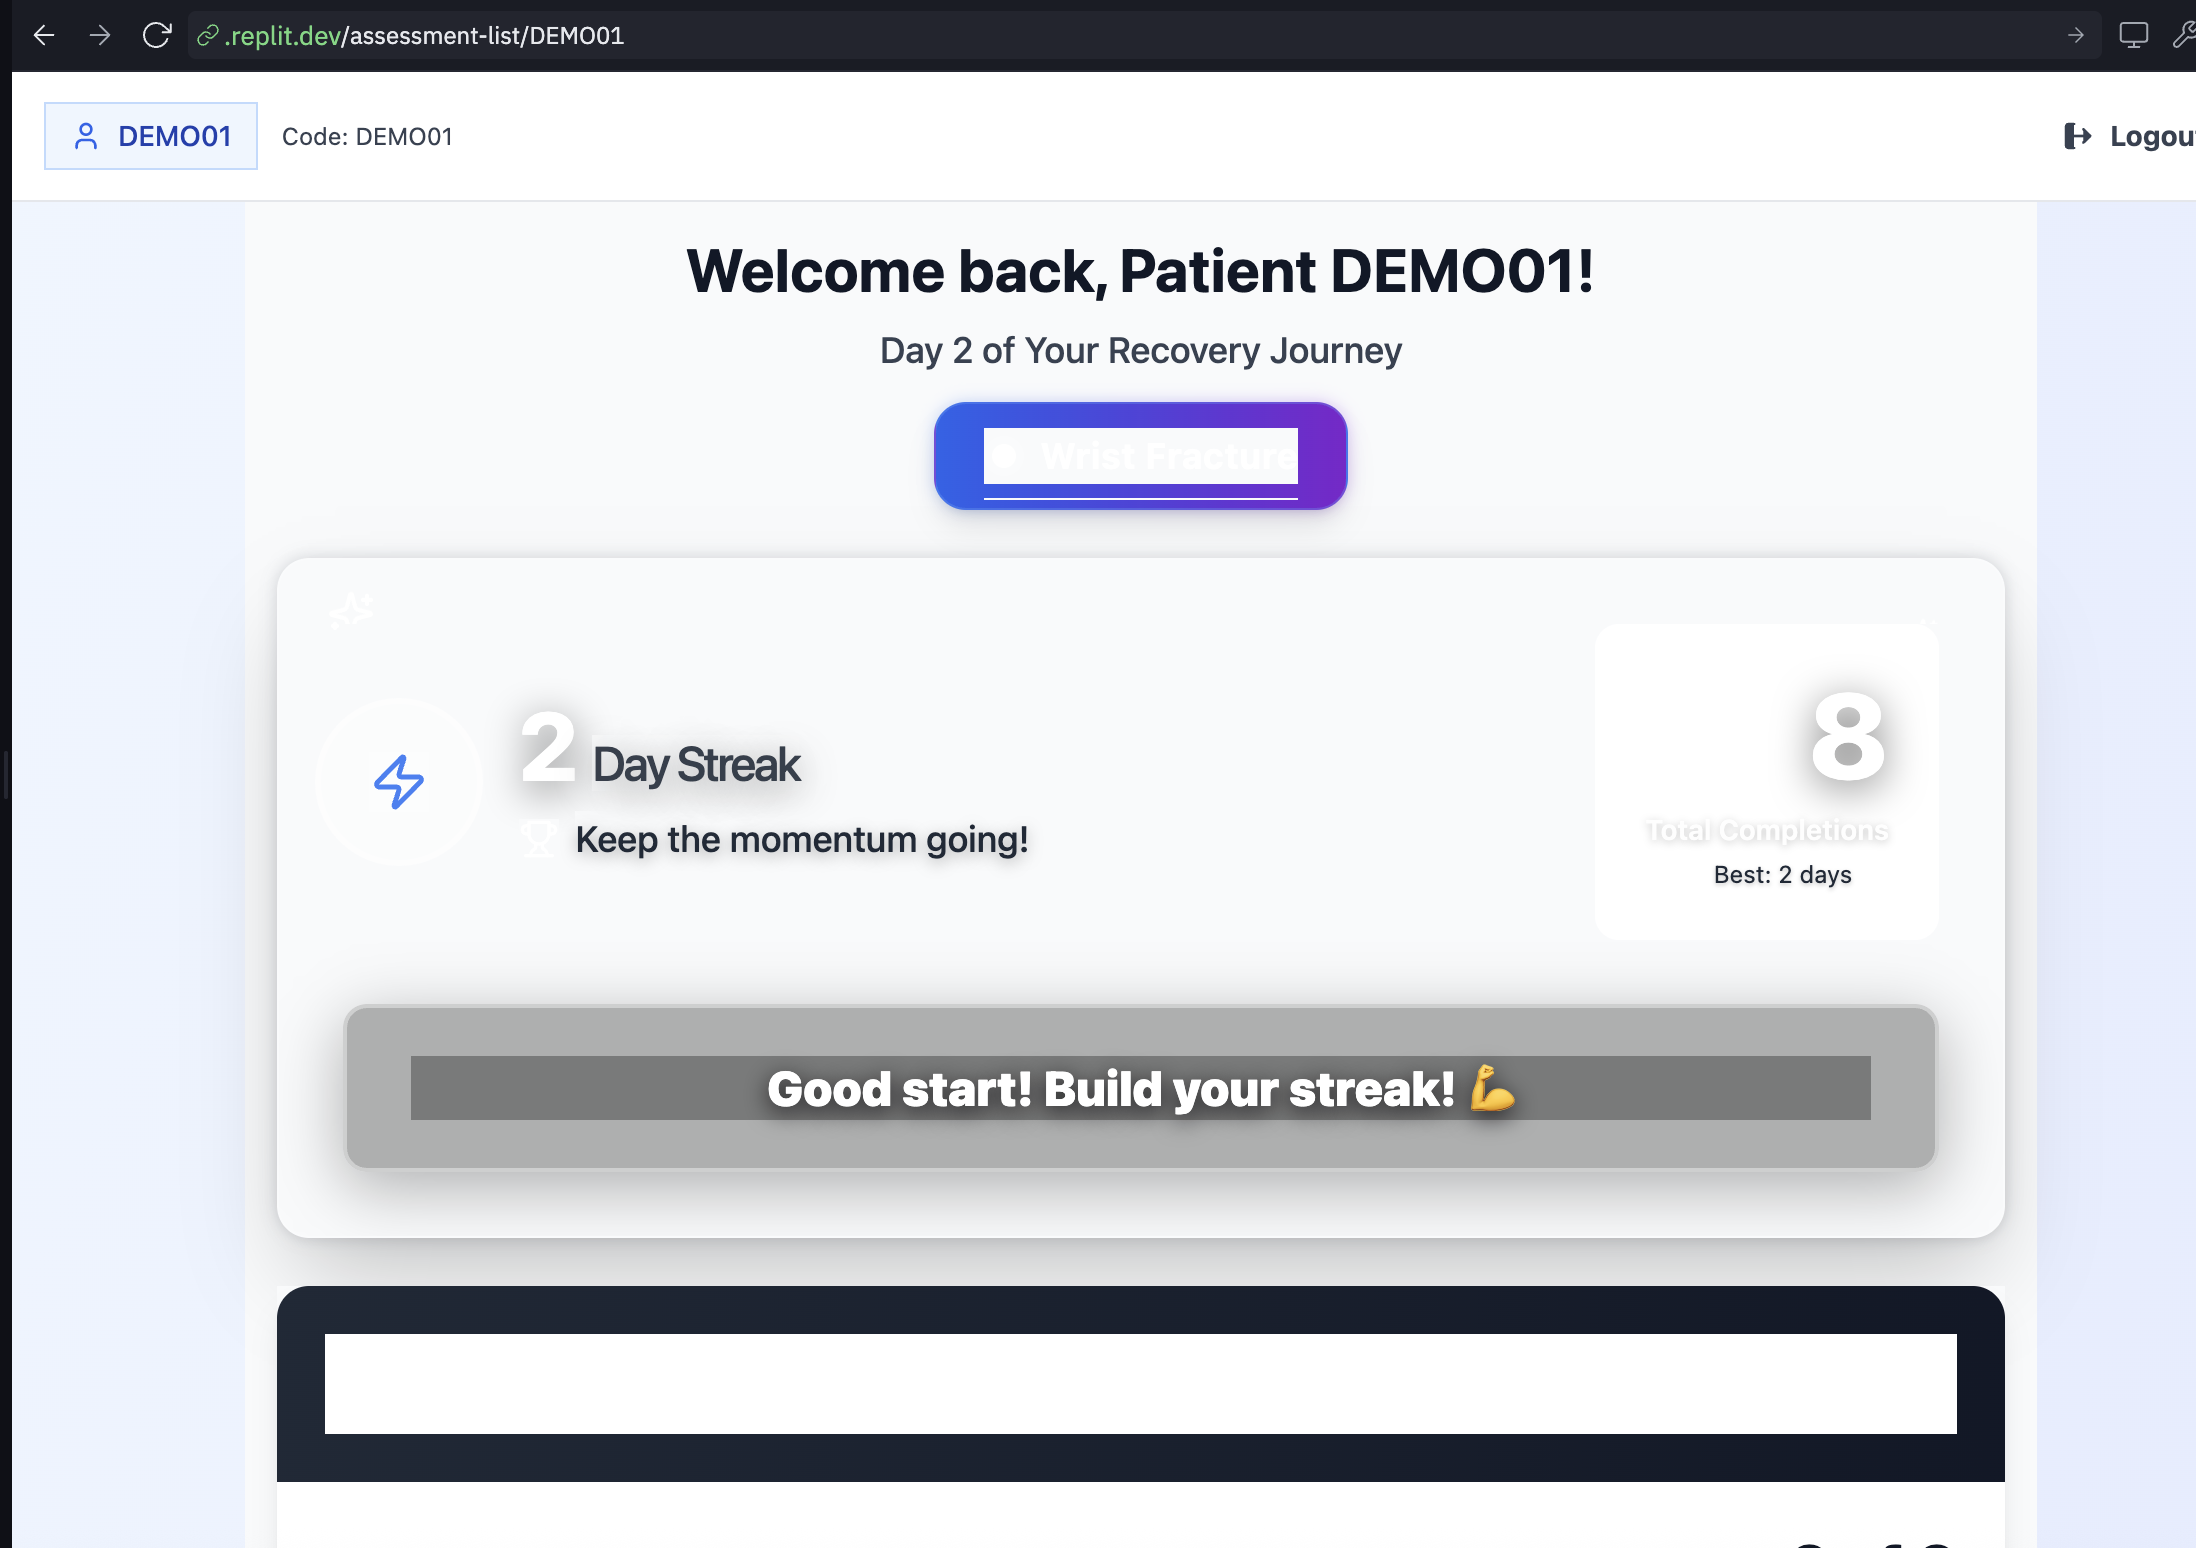 .replit.dev/assessment-list/DEMO01
DEMO01
Code: DEMO01
Welcome back, Patient DEMO01!
Day 2 of Your Recovery Journey
Wrist Fracture
2 Day Streak
Keep the momentum going!
8
Total Completions
Best: 2 days
Good start! Build your streak! 💪